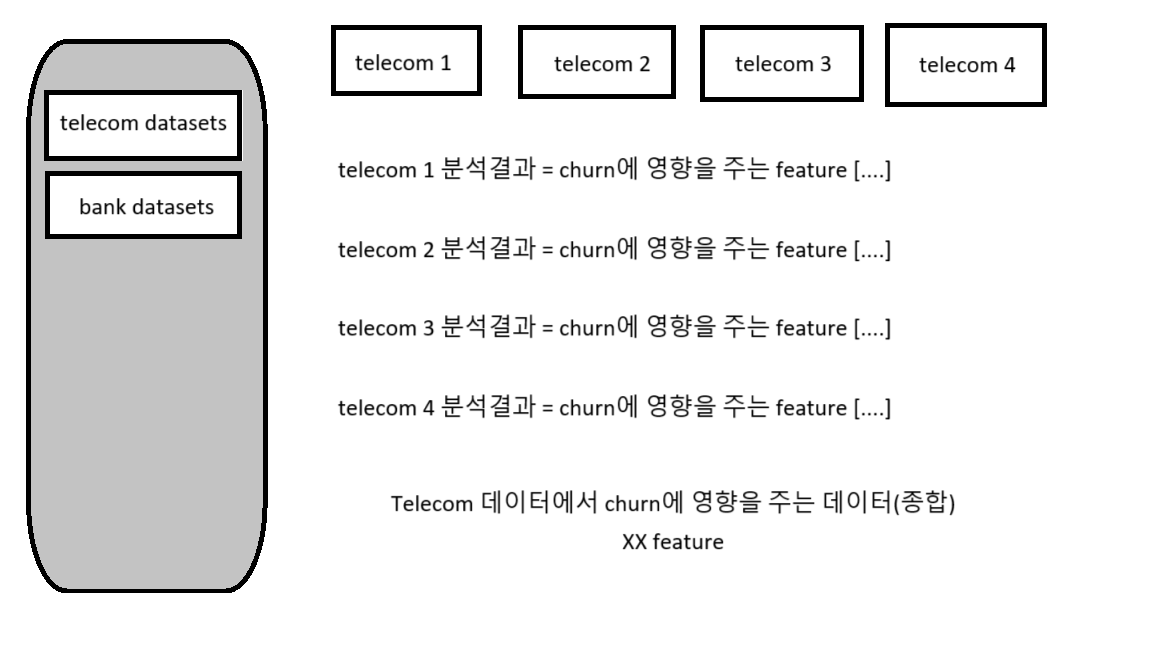 telecom datasets
bank datasets
telecom 1
telecom 2
telecom 3
telecom 4
telecom 1 분석결과 = churn에 영향을 주는 feature [....]
telecom 2 분석결과 = churn에 영향을 주는 feature [....]
telecom 3 분석결과 = churn에 영향을 주는 feature [....]
telecom 4 분석결과 = churn에 영향을 주는 feature [....]
Telecom 데이터에서 churn에 영향을 주는 데이터(종합)
XX feature